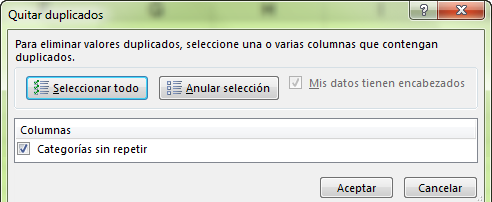 Quitar duplicados
Para eliminar valores duplicados, seleccione una o varias columnas que contengan
duplicados.
Seleccionar todo
Anular selección
Mis datos tienen encabezados
Columnas
Categorías sin repetir
Aceptar
Cancelar